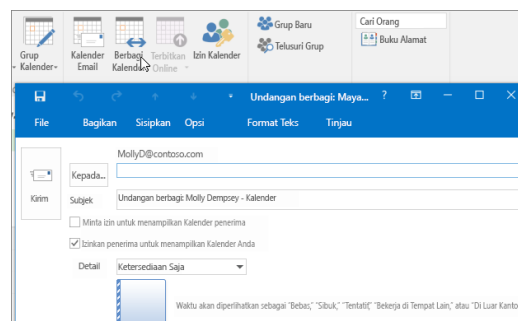 Grup Baru
Cari Orang
Telusuri Grup
Buku Alamat
Grup Kalender
Kalender Email
Berbagi Kalender
Terbitkan Online
Izin Kalender
Undangan berbagi: Maya... ?
File Bagikan Sisipkan Opsi Format Teks Tinjau
MollyD@contoso.com
Kepada...
Kirim
Subjek Undangan berbagi: Molly Dempsey - Kalender
Minta izin untuk menampilkan Kalender penerima
Izinkan penerima untuk menampilkan Kalender Anda
Detail Ketersediaan Saja
Waktu akan diperlihatkan sebagai "Bebas," "Sibuk," "Tentatif," "Bekerja di Tempat Lain," atau "Di Luar Kanto